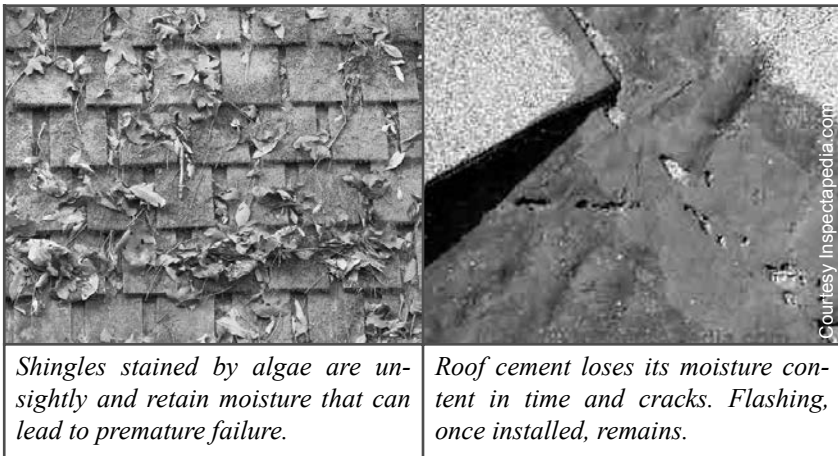 Courtesy Inspectapedia.com
Shingles stained by algae are un-
sightly and retain moisture that can
lead to premature failure.
Roof cement loses its moisture con-
tent in time and cracks. Flashing,
once installed, remains.